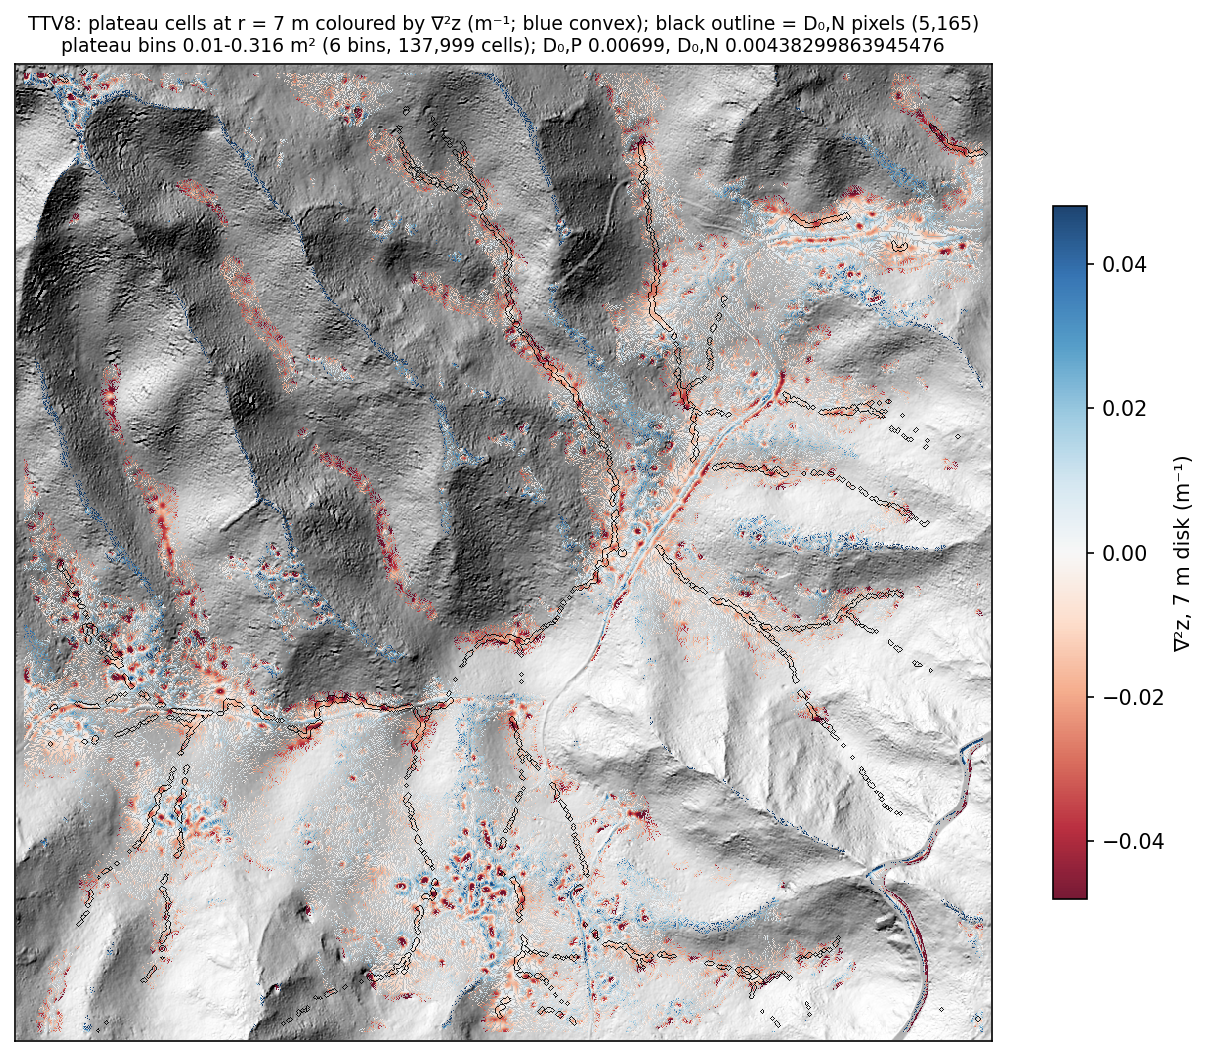 TTV8: plateau cells at r = 7 m coloured by ∇²z (m⁻¹; blue convex); black outline = D₀,N pixels (5,165)
plateau bins 0.01-0.316 m² (6 bins, 137,999 cells); D₀,P 0.00699, D₀,N 0.00438299863945476
0.04
0.02
0.00
−0.02
−0.04
∇²z, 7 m disk (m⁻¹)